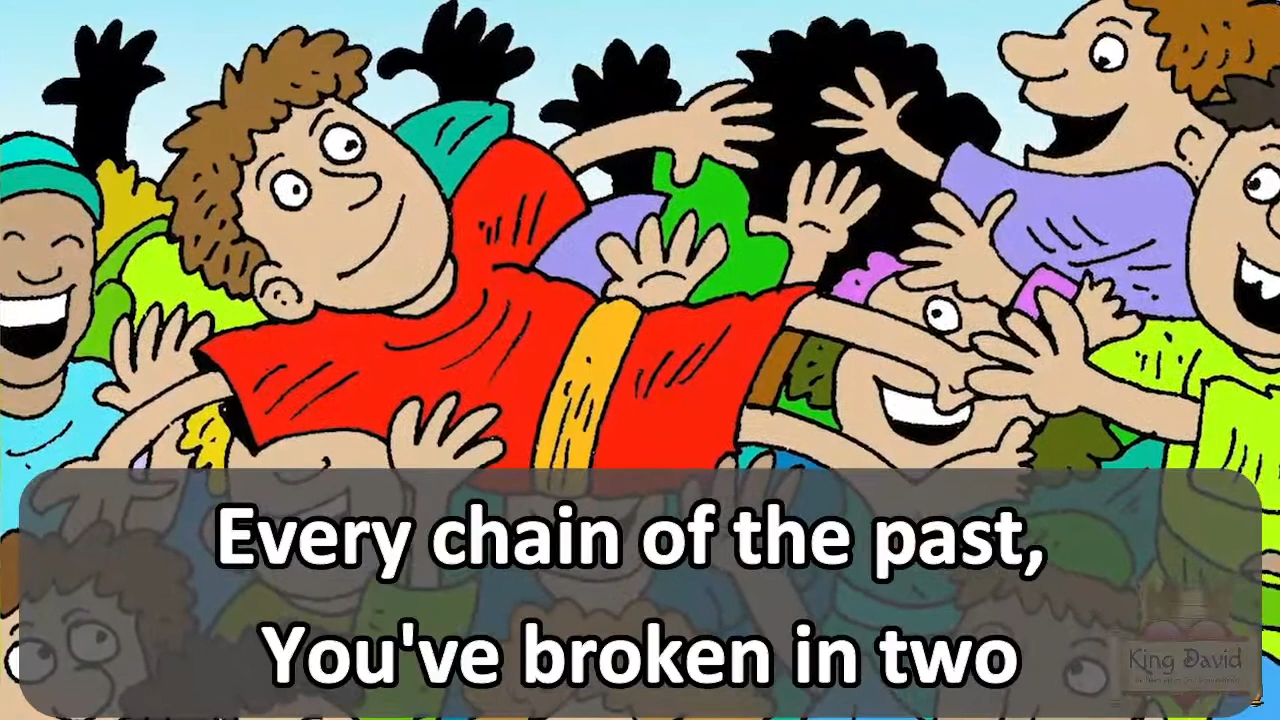 Every chain of the past,
You've broken in two
King David